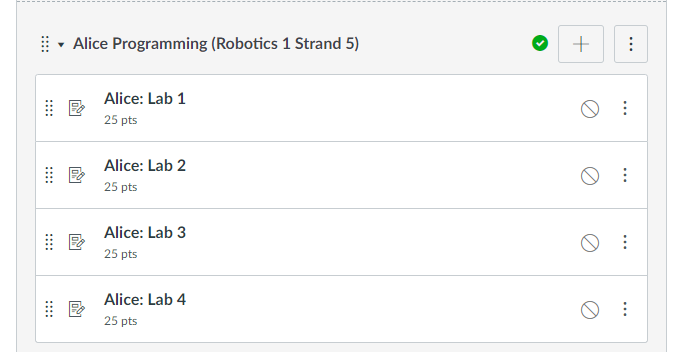 Alice Programming (Robotics 1 Strand 5)
Alice: Lab 1
25 pts
Alice: Lab 2
25 pts
Alice: Lab 3
25 pts
Alice: Lab 4
25 pts